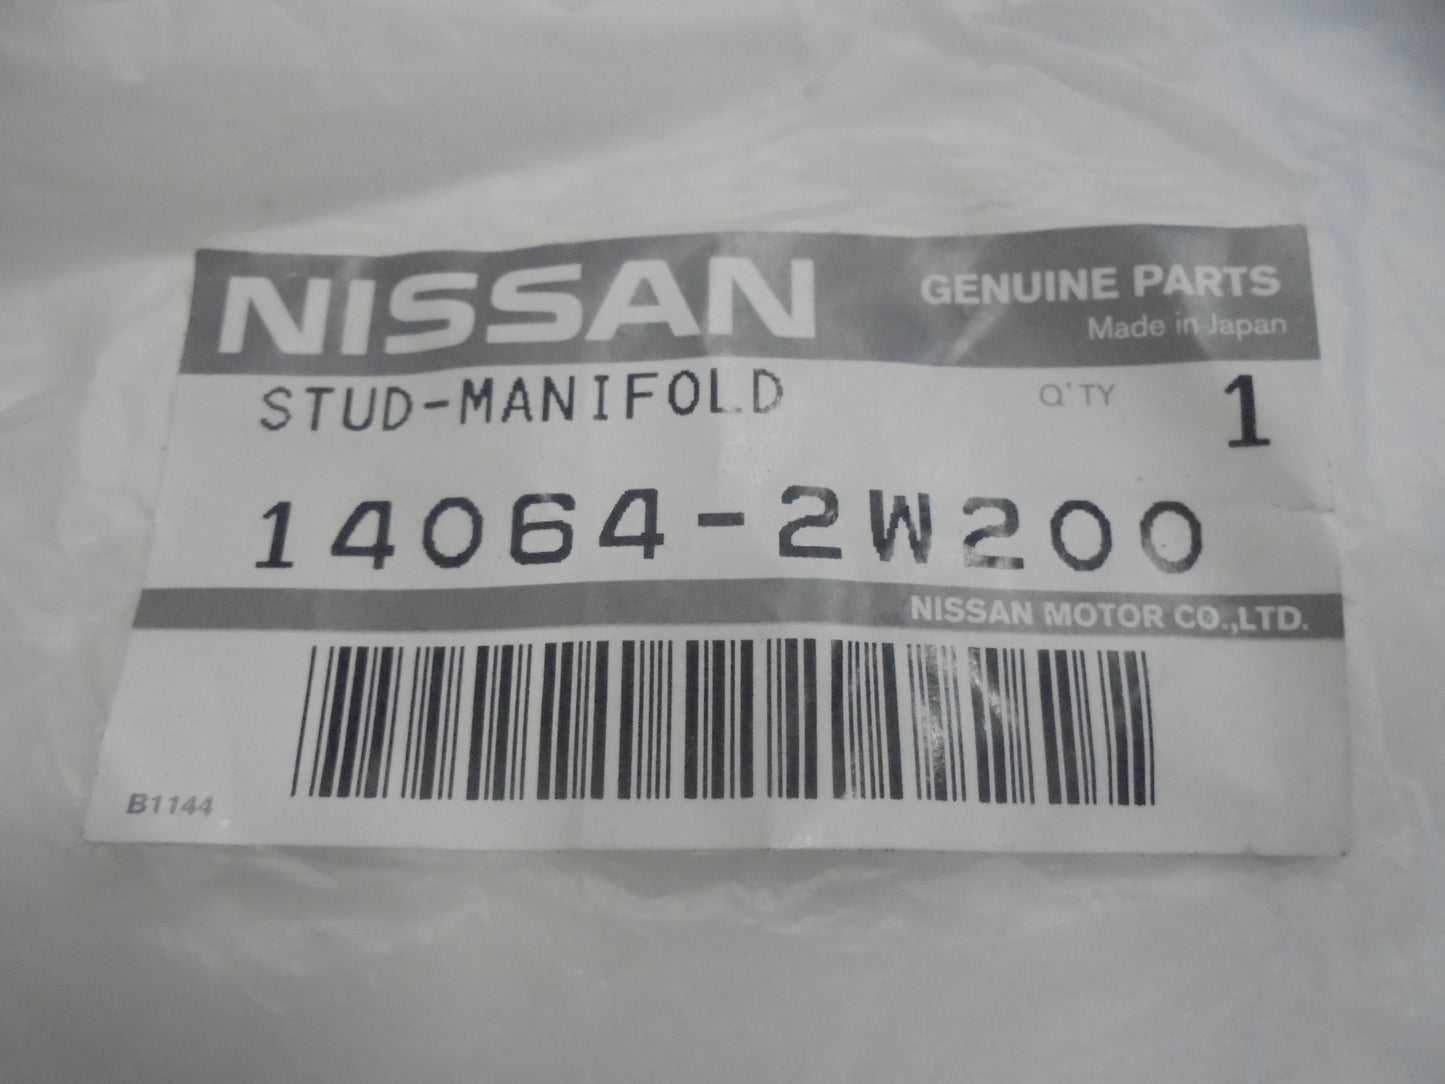 NISSAN
GENUINE PARTS
Made in Japan
STUD-MANIFOLD
Q'TY 1
14064-2W200
NISSAN MOTOR CO.,LTD.
B1144